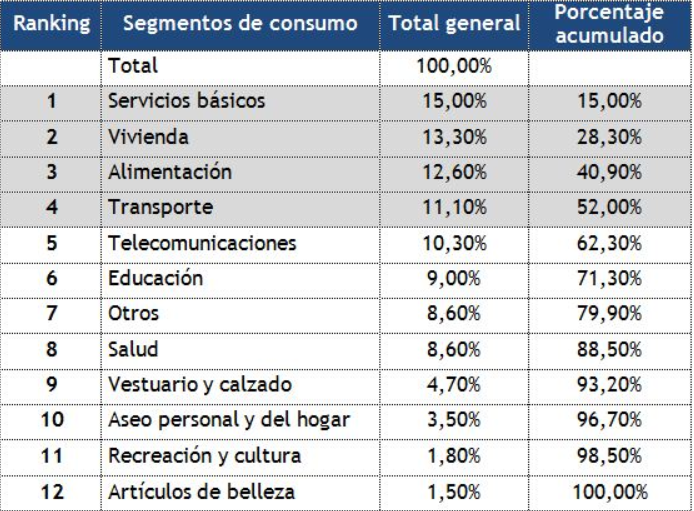 Ranking Segmentos de consumo Total general Porcentaje acumulado
Total 100,00%
1 Servicios básicos 15,00% 15,00%
2 Vivienda 13,30% 28,30%
3 Alimentación 12,60% 40,90%
4 Transporte 11,10% 52,00%
5 Telecomunicaciones 10,30% 62,30%
6 Educación 9,00% 71,30%
7 Otros 8,60% 79,90%
8 Salud 8,60% 88,50%
9 Vestuario y calzado 4,70% 93,20%
10 Aseo personal y del hogar 3,50% 96,70%
11 Recreación y cultura 1,80% 98,50%
12 Artículos de belleza 1,50% 100,00%